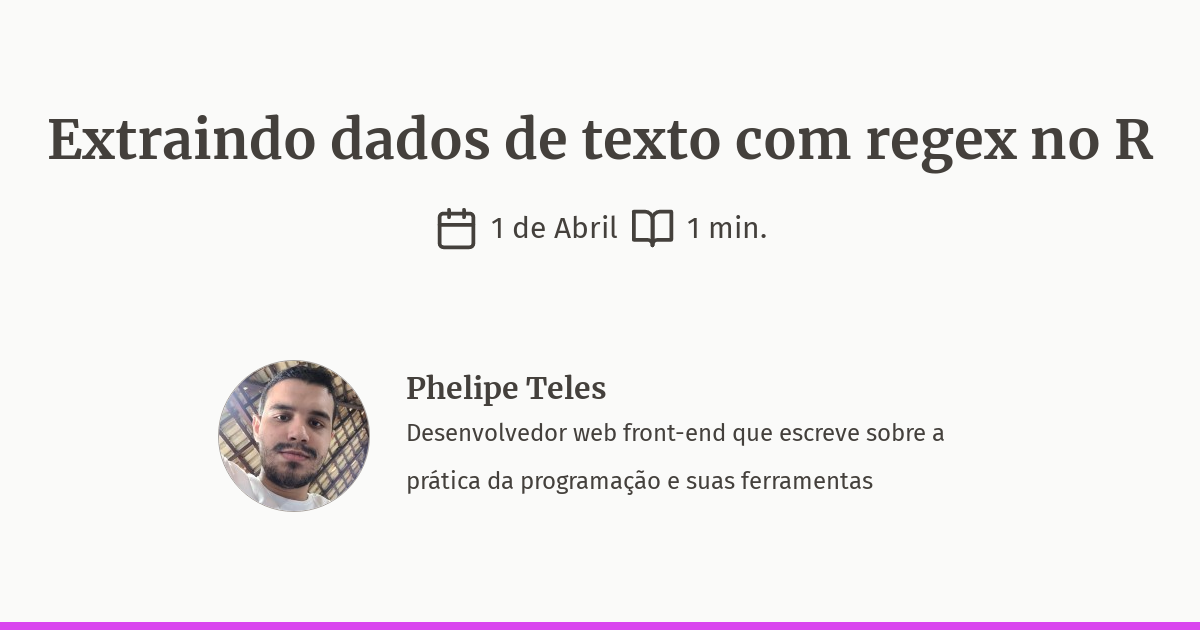 Extraindo dados de texto com regex no R
1 de Abril 1 min.
Phelipe Teles
Desenvolvedor web front-end que escreve sobre a
prática da programação e suas ferramentas